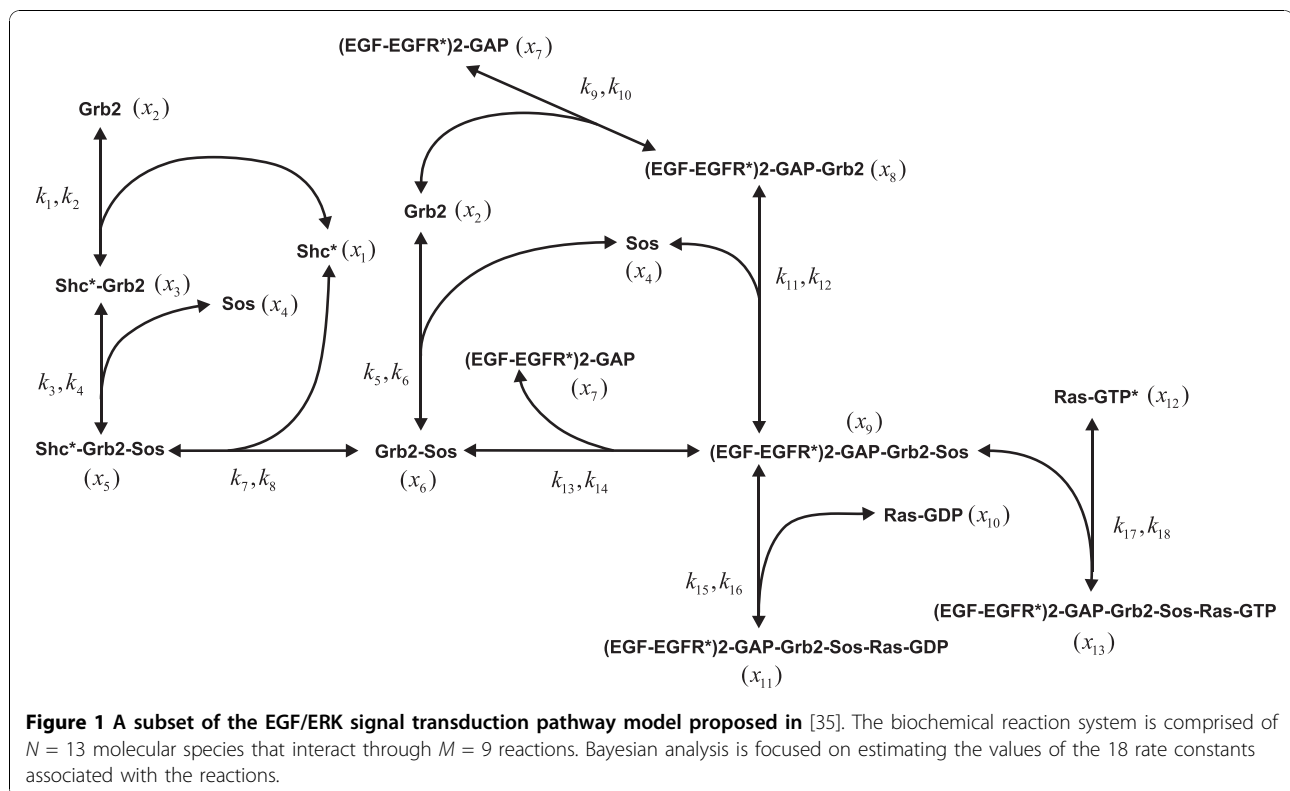 (EGF-EGFR*)2-GAP (x₇)
k₉,k₁₀
Grb2 (x₂)
(EGF-EGFR*)2-GAP-Grb2 (x₈)
k₁,k₂
Grb2 (x₂)
Shc* (x₁)
Sos
(x₄)
Shc*-Grb2 (x₃)
k₁₁,k₁₂
Sos (x₄)
(EGF-EGFR*)2-GAP
(x₇)
k₃,k₄
k₅,k₆
Ras-GTP* (x₁₂)
(x₉)
Shc*-Grb2-Sos
(x₅)
k₇,k₈
Grb2-Sos
(x₆)
k₁₃,k₁₄
(EGF-EGFR*)2-GAP-Grb2-Sos
Ras-GDP (x₁₀)
k₁₇,k₁₈
k₁₅,k₁₆
(EGF-EGFR*)2-GAP-Grb2-Sos-Ras-GTP
(x₁₃)
(EGF-EGFR*)2-GAP-Grb2-Sos-Ras-GDP
(x₁₁)
Figure 1 A subset of the EGF/ERK signal transduction pathway model proposed in [35]. The biochemical reaction system is comprised of
N = 13 molecular species that interact through M = 9 reactions. Bayesian analysis is focused on estimating the values of the 18 rate constants
associated with the reactions.